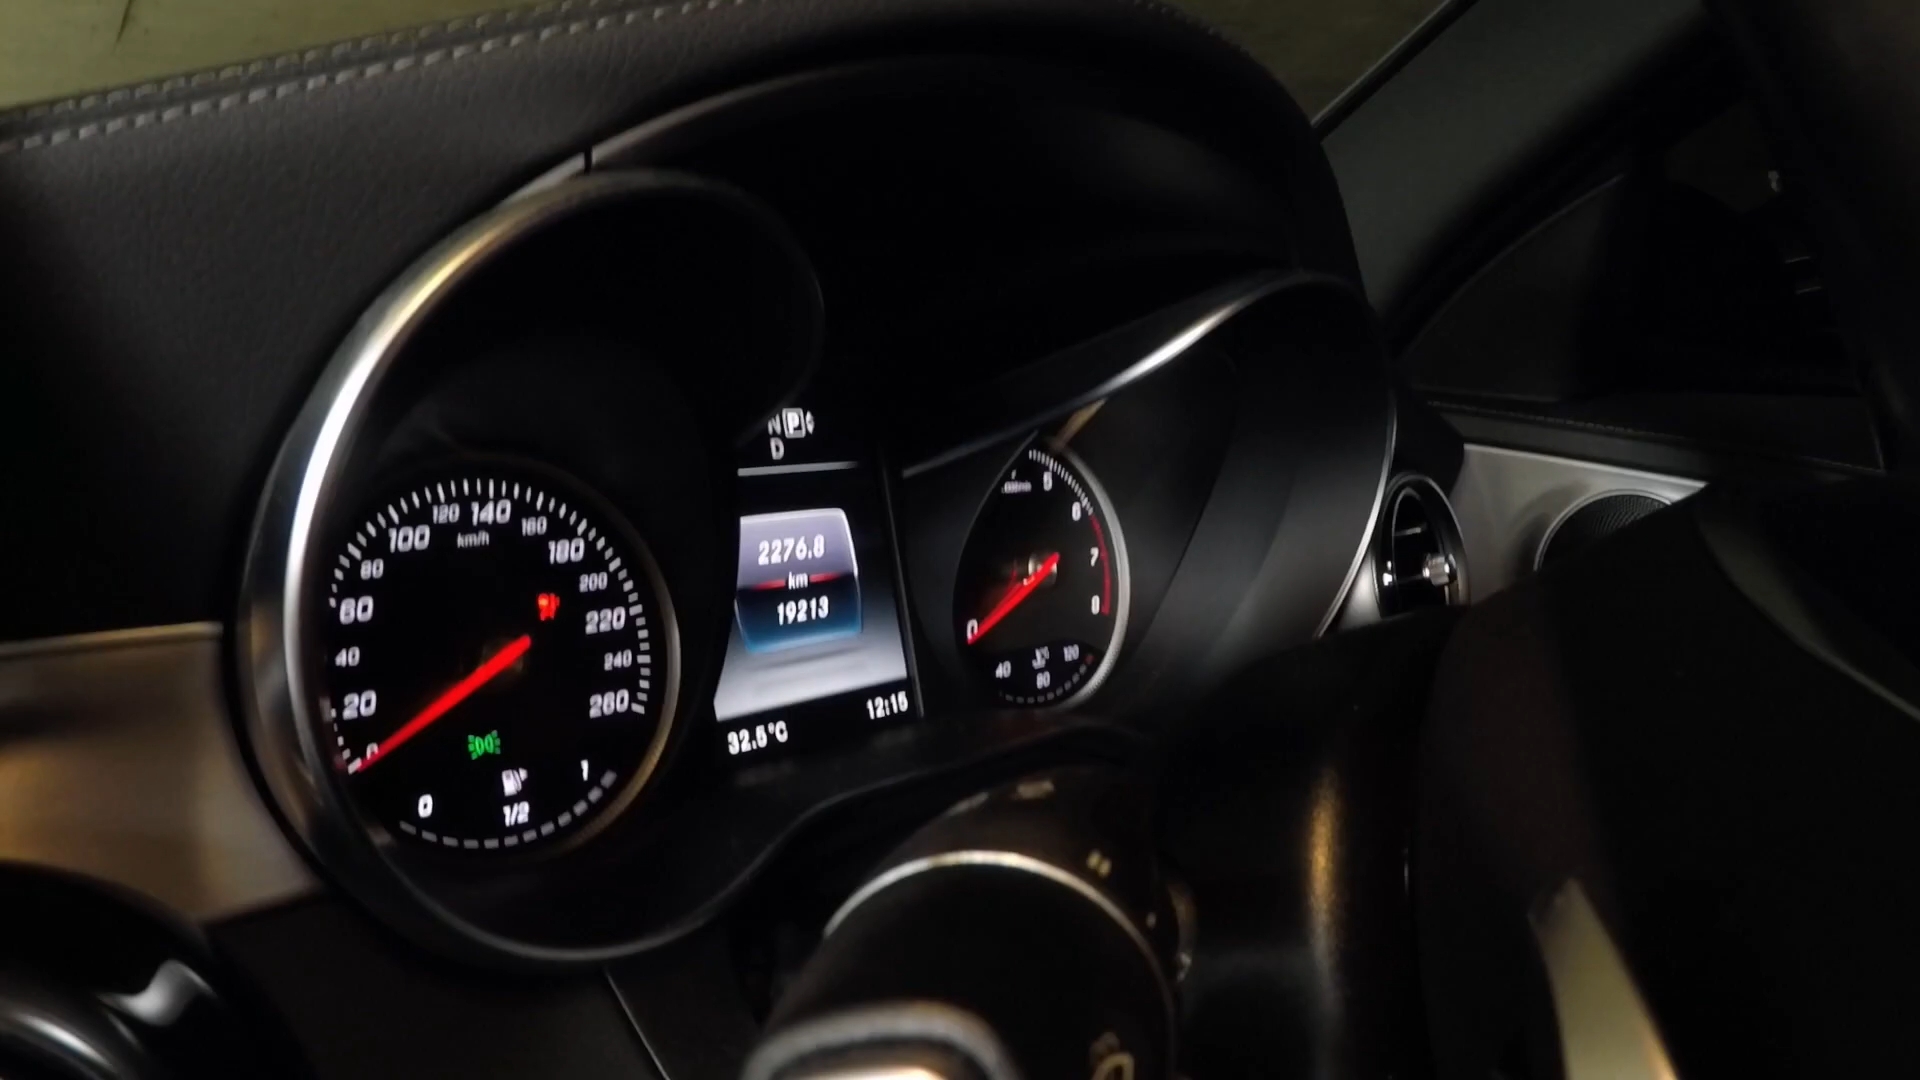 N P
D
120 140 160
100 km/h 180
80 200
60 220
40 240
20 260
0
0 1/2 1
2276.8
km
19213
32.5°C 12:15
5
6
7
8
0
40 80 120